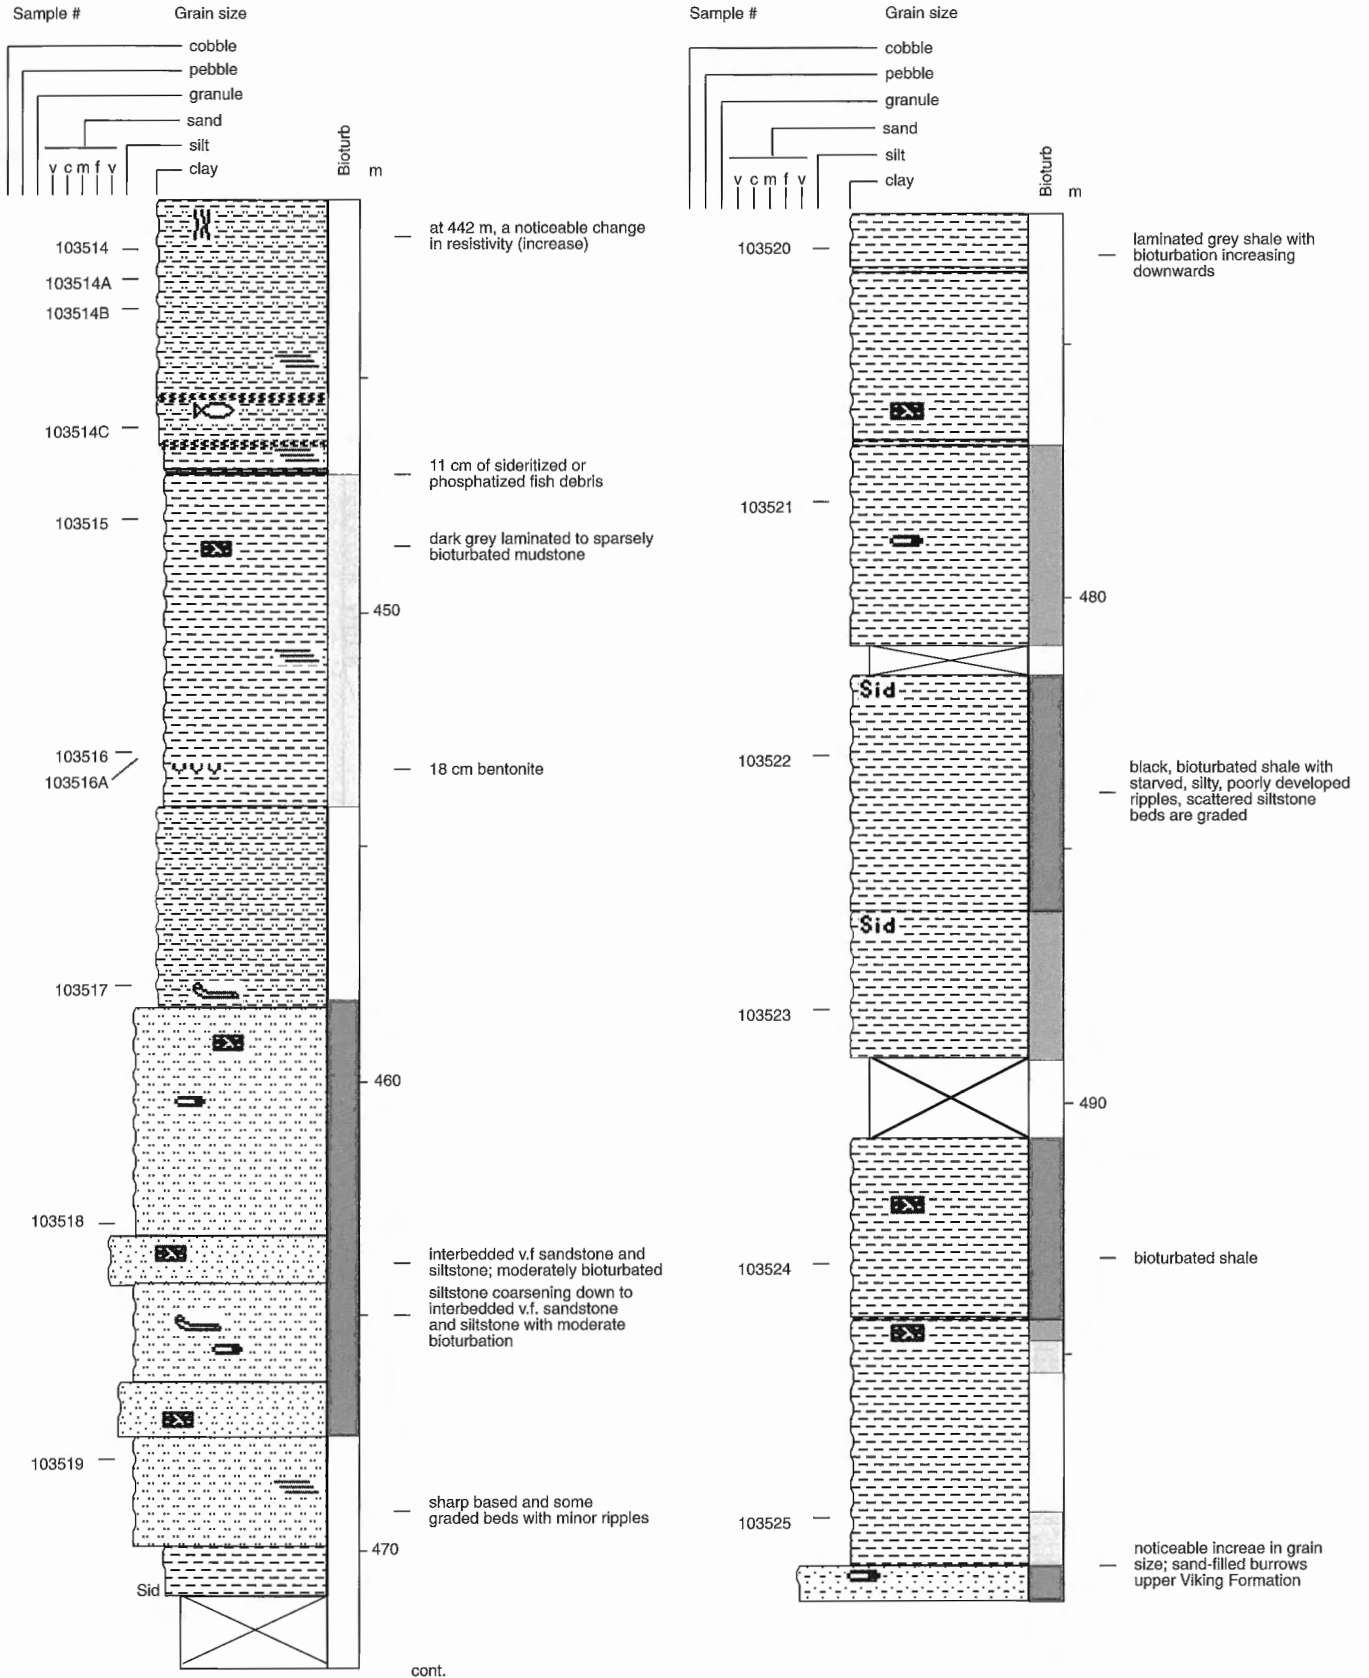 Sample #
Grain size
cobble
pebble
granule
sand
silt
v c m f v
clay
Bioturb
m
at 442 m, a noticeable change
in resistivity (increase)
103514
103514A
103514B
103514C
11 cm of sideritized or
phosphatized fish debris
103515
dark grey laminated to sparsely
bioturbated mudstone
450
103516
103516A
18 cm bentonite
103517
460
103518
interbedded v.f sandstone and
siltstone; moderately bioturbated
siltstone coarsening down to
interbedded v.f. sandstone
and siltstone with moderate
bioturbation
103519
sharp based and some
graded beds with minor ripples
470
Sid
cont.
Sample #
Grain size
cobble
pebble
granule
sand
silt
v c m f v
clay
Bioturb
m
103520
laminated grey shale with
bioturbation increasing
downwards
103521
480
Sid
103522
black, bioturbated shale with
starved, silty, poorly developed
ripples, scattered siltstone
beds are graded
Sid
103523
490
103524
bioturbated shale
103525
noticeable increae in grain
size; sand-filled burrows
upper Viking Formation